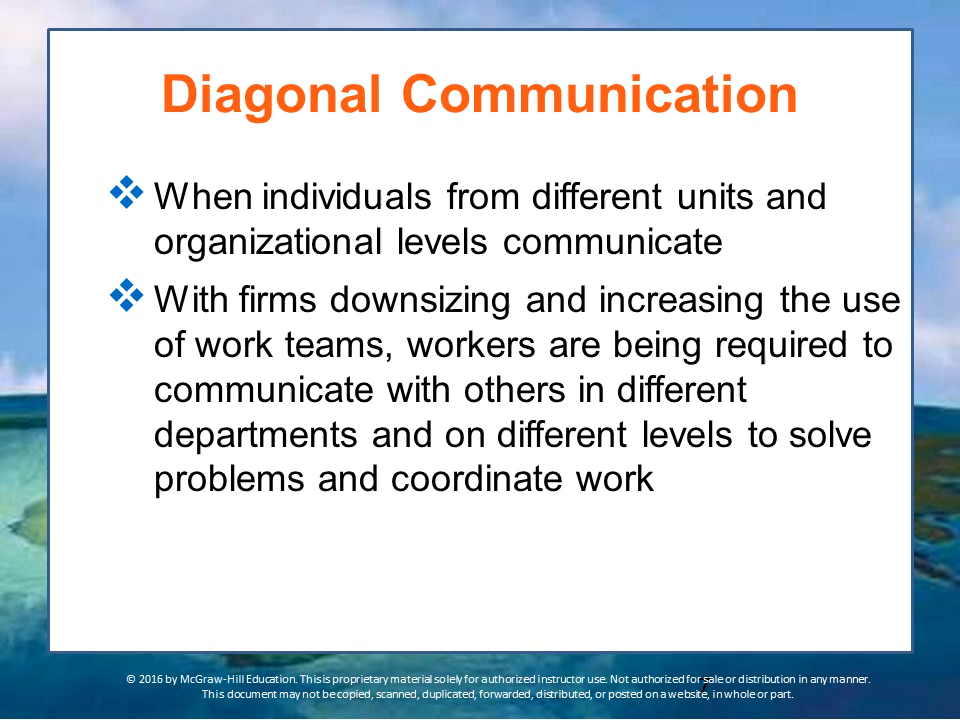 Diagonal Communication
When individuals from different units and
organizational levels communicate
With firms downsizing and increasing the use
of work teams, workers are being required to
communicate with others in different
departments and on different levels to solve
problems and coordinate work
© 2016 by McGraw-Hill Education. This is proprietary material solely for authorized instructor use. Not authorized for sale or distribution in any manner.
This document may not be copied, scanned, duplicated, forwarded, distributed, or posted on a website, in whole or part.